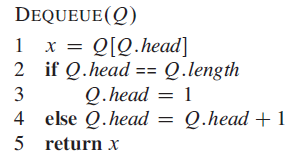 DEQUEUE(Q)
1 x = Q[Q.head]
2 if Q.head == Q.length
3 Q.head = 1
4 else Q.head = Q.head + 1
5 return x